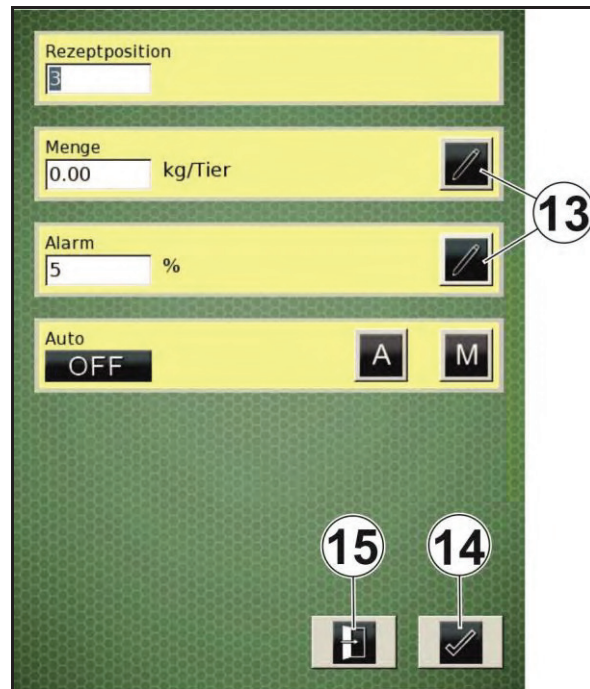 Rezeptposition
3
Menge
0.00 kg/Tier
13
Alarm
5 %
Auto
OFF A M
15 14